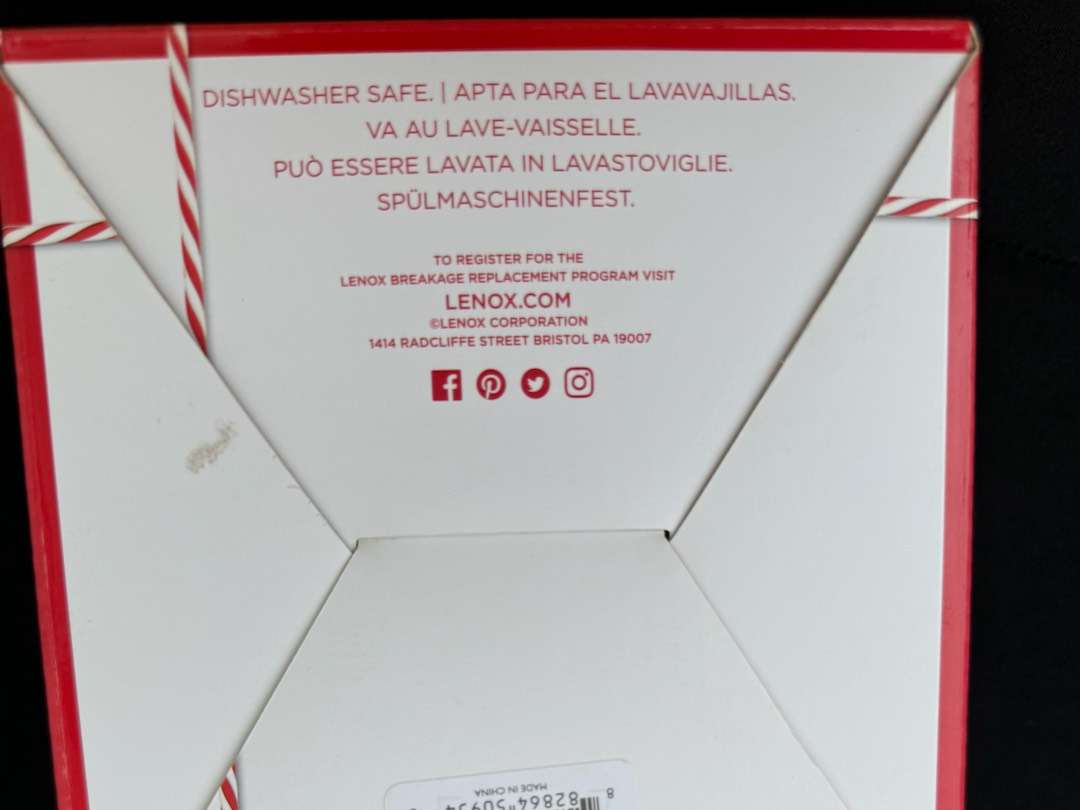 DISHWASHER SAFE. | APTA PARA EL LAVAVAJILLAS.
VA AU LAVE-VAISSELLE.
PUÒ ESSERE LAVATA IN LAVASTOVIGLIE.
SPÜLMASCHINENFEST.
TO REGISTER FOR THE
LENOX BREAKAGE REPLACEMENT PROGRAM VISIT
LENOX.COM
©LENOX CORPORATION
1414 RADCLIFFE STREET BRISTOL PA 19007
MADE IN CHINA